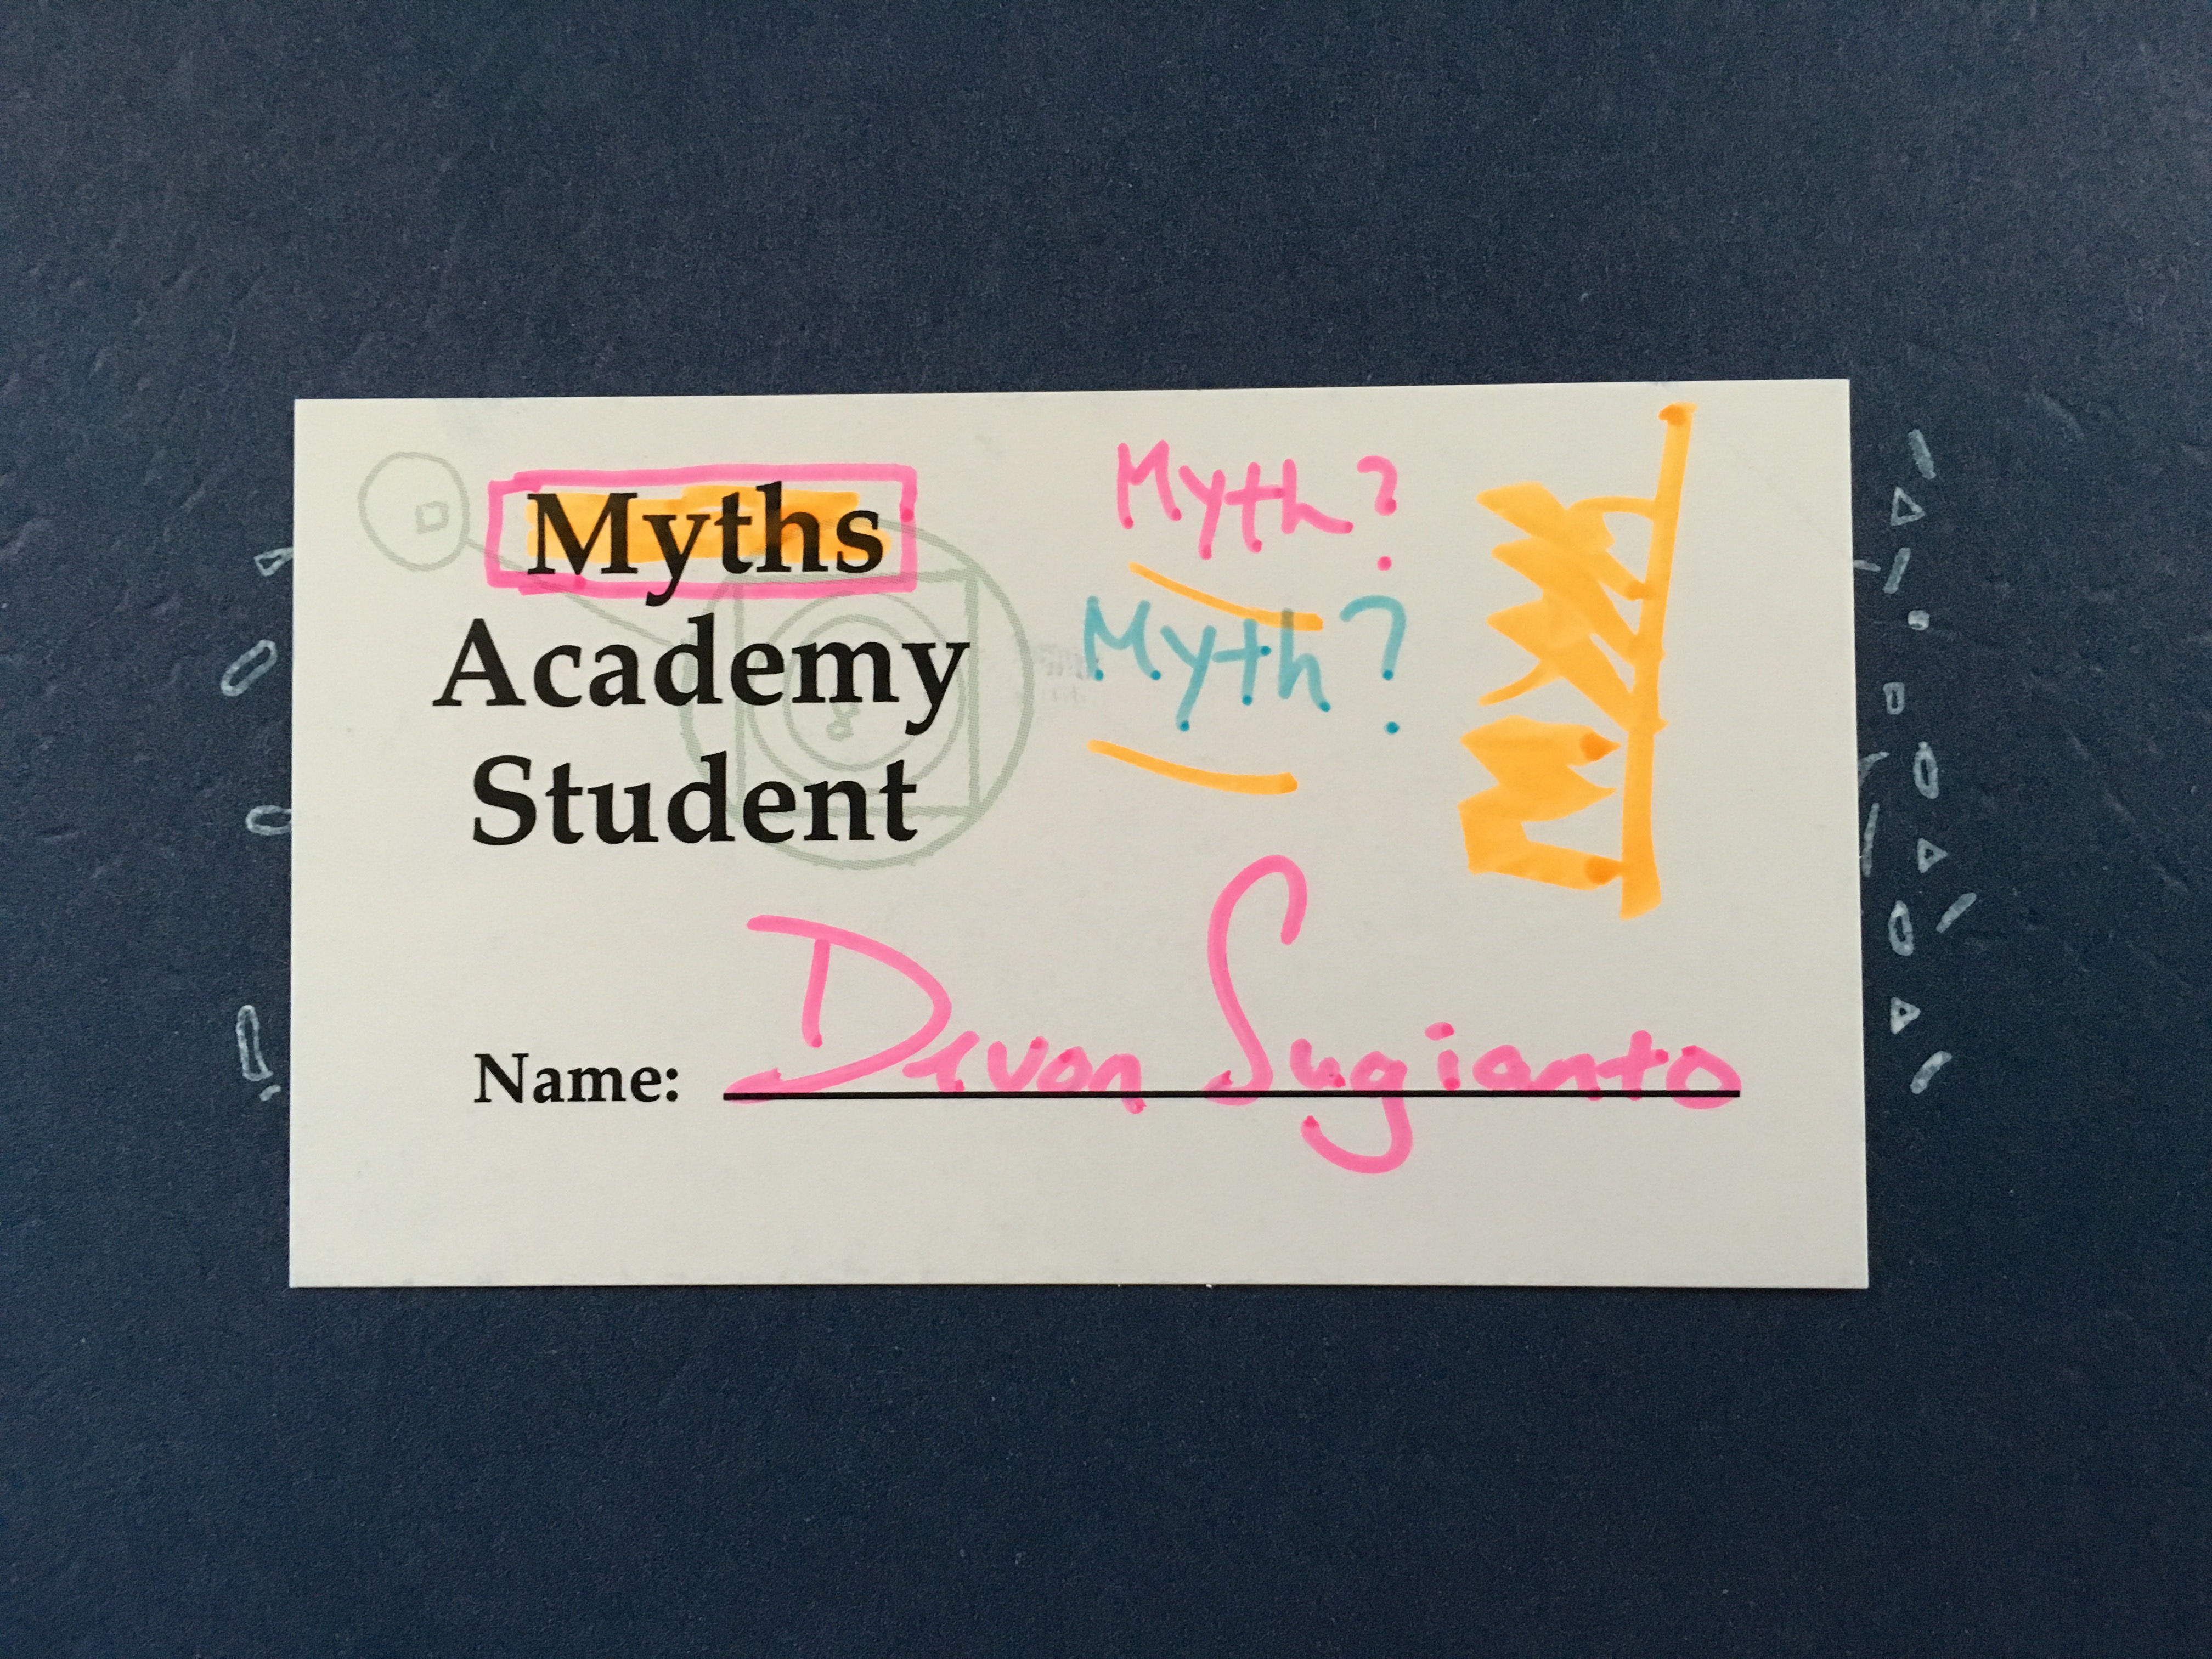 Myths
Academy
Student
Myth?
Myth?
Name: Devon Sugianto